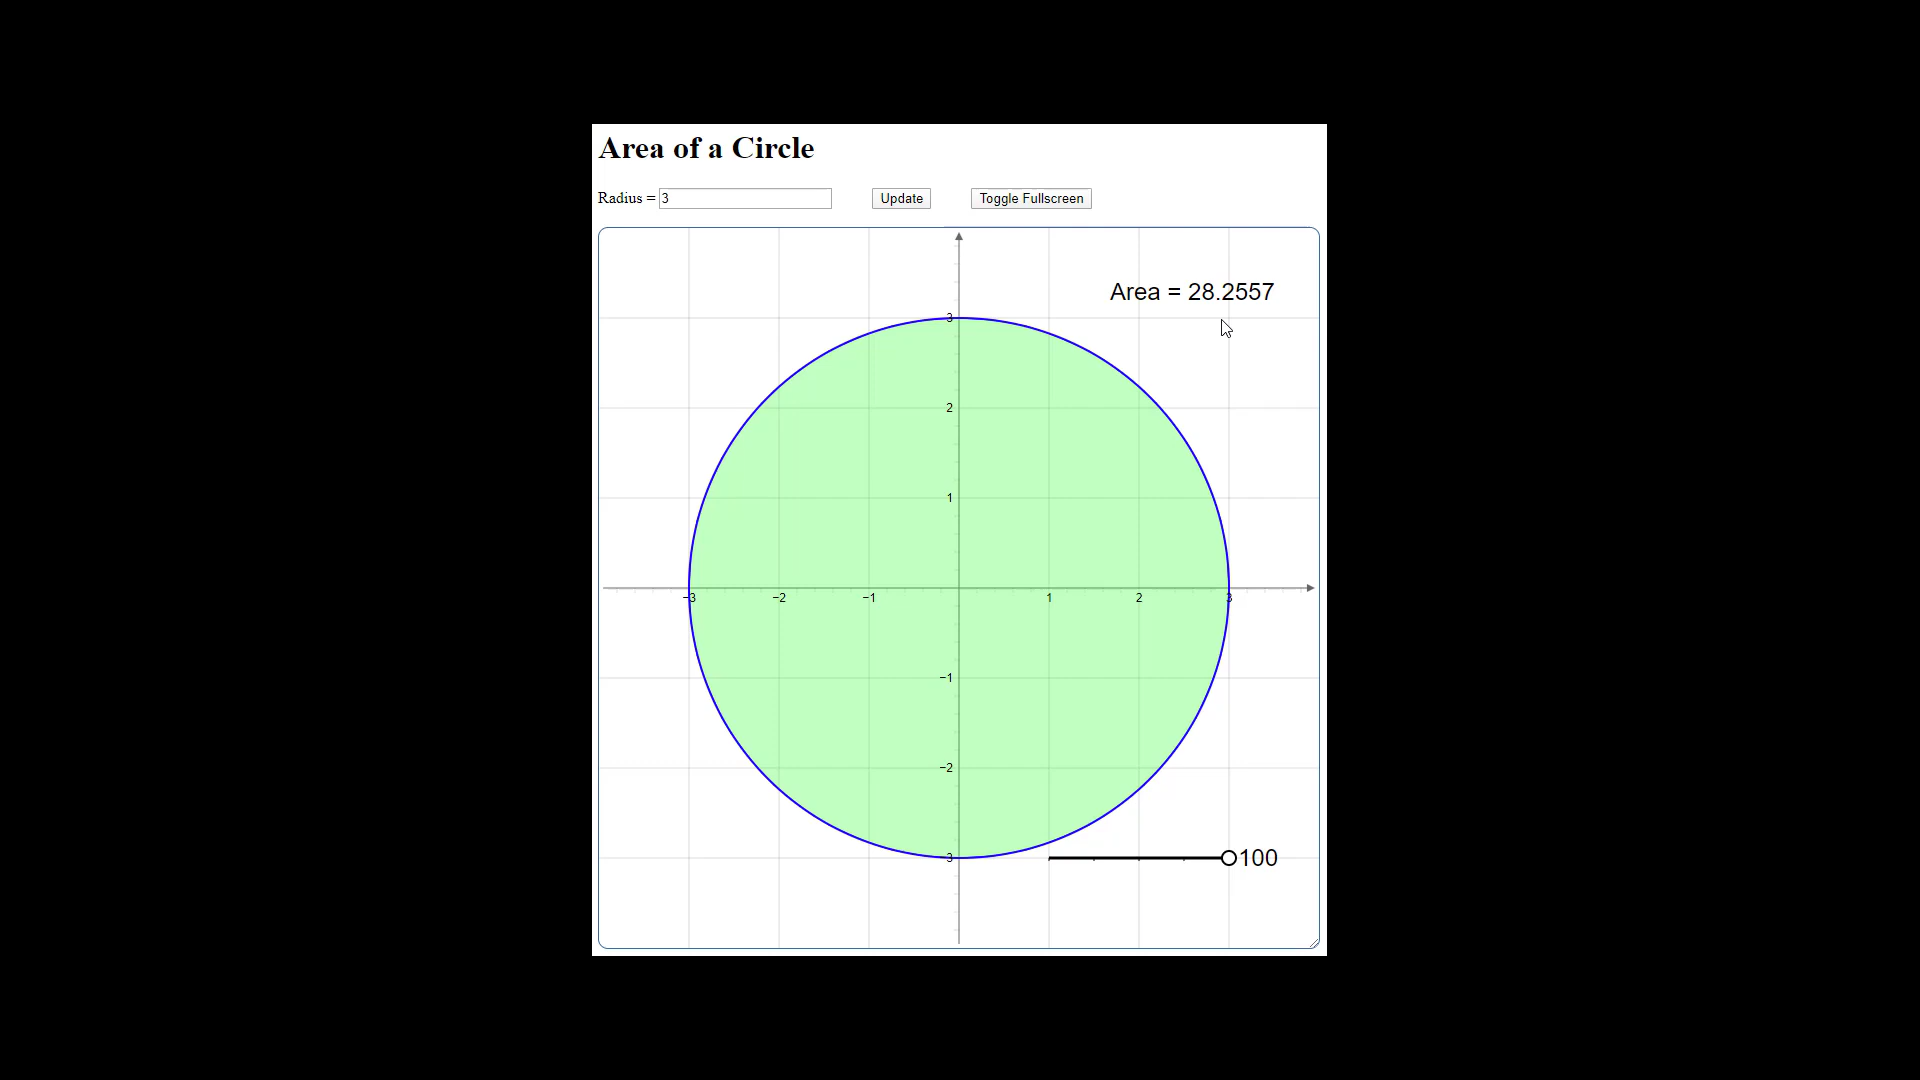 Area of a Circle
Radius = 3 Update Toggle Fullscreen
Area = 28.2557
3
2
1
−3 −2 −1 1 2 3
−1
−2
3
100